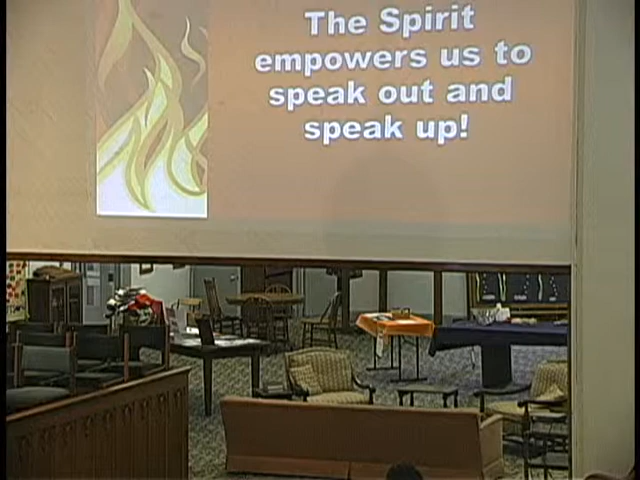 The Spirit
empowers us to
speak out and
speak up!